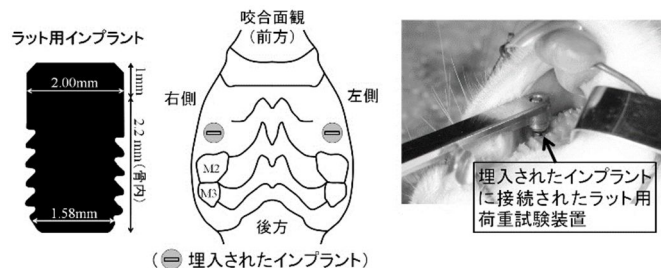 ラット用インプラント
2.00mm
1mm
2.2 mm(骨内)
1.58mm
咬合面観
(前方)
右側
左側
M2
M3
後方
( 埋入されたインプラント)
埋入されたインプラント
に接続されたラット用
荷重試験装置